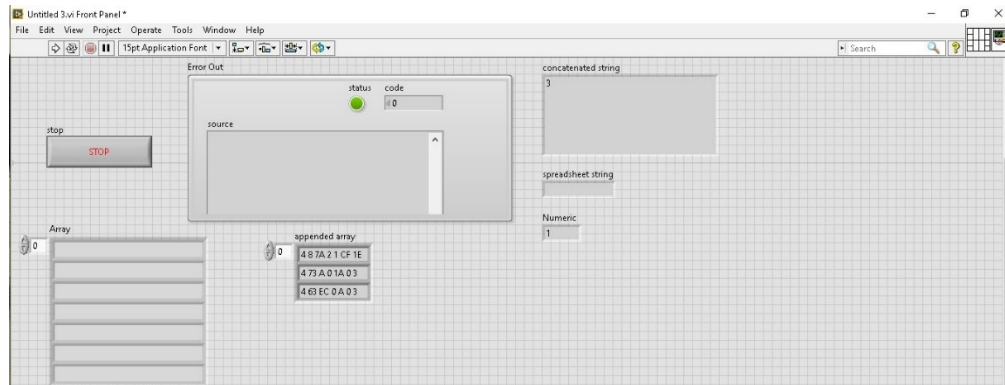 Untitled 3.vi Front Panel *
File Edit View Project Operate Tools Window Help
15pt Application Font
Search
Error Out
status code
0
source
stop
STOP
concatenated string
3
spreadsheet string
Numeric
1
Array
0
appended array
0
4 8 7A 2 1 CF 1E
4 73 A 0 1A 0 3
4 63 EC 0 A 0 3